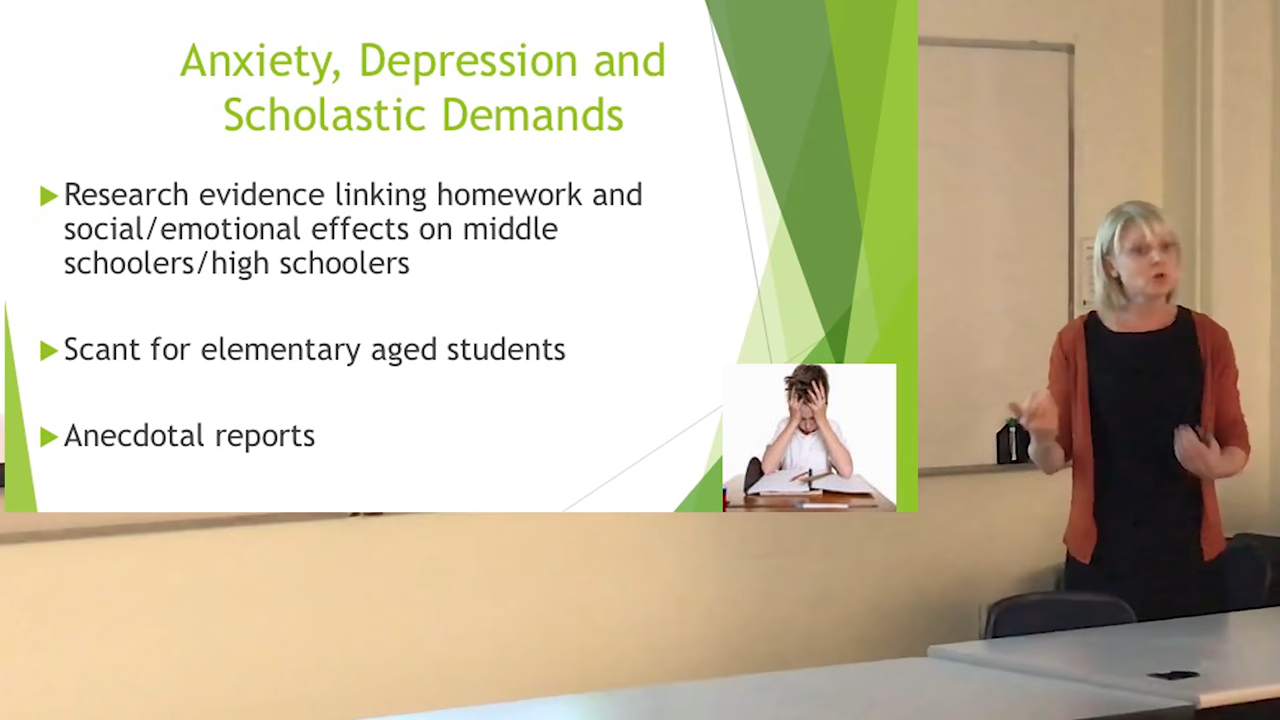 Anxiety, Depression and
Scholastic Demands
Research evidence linking homework and
social/emotional effects on middle
schoolers/high schoolers
Scant for elementary aged students
Anecdotal reports